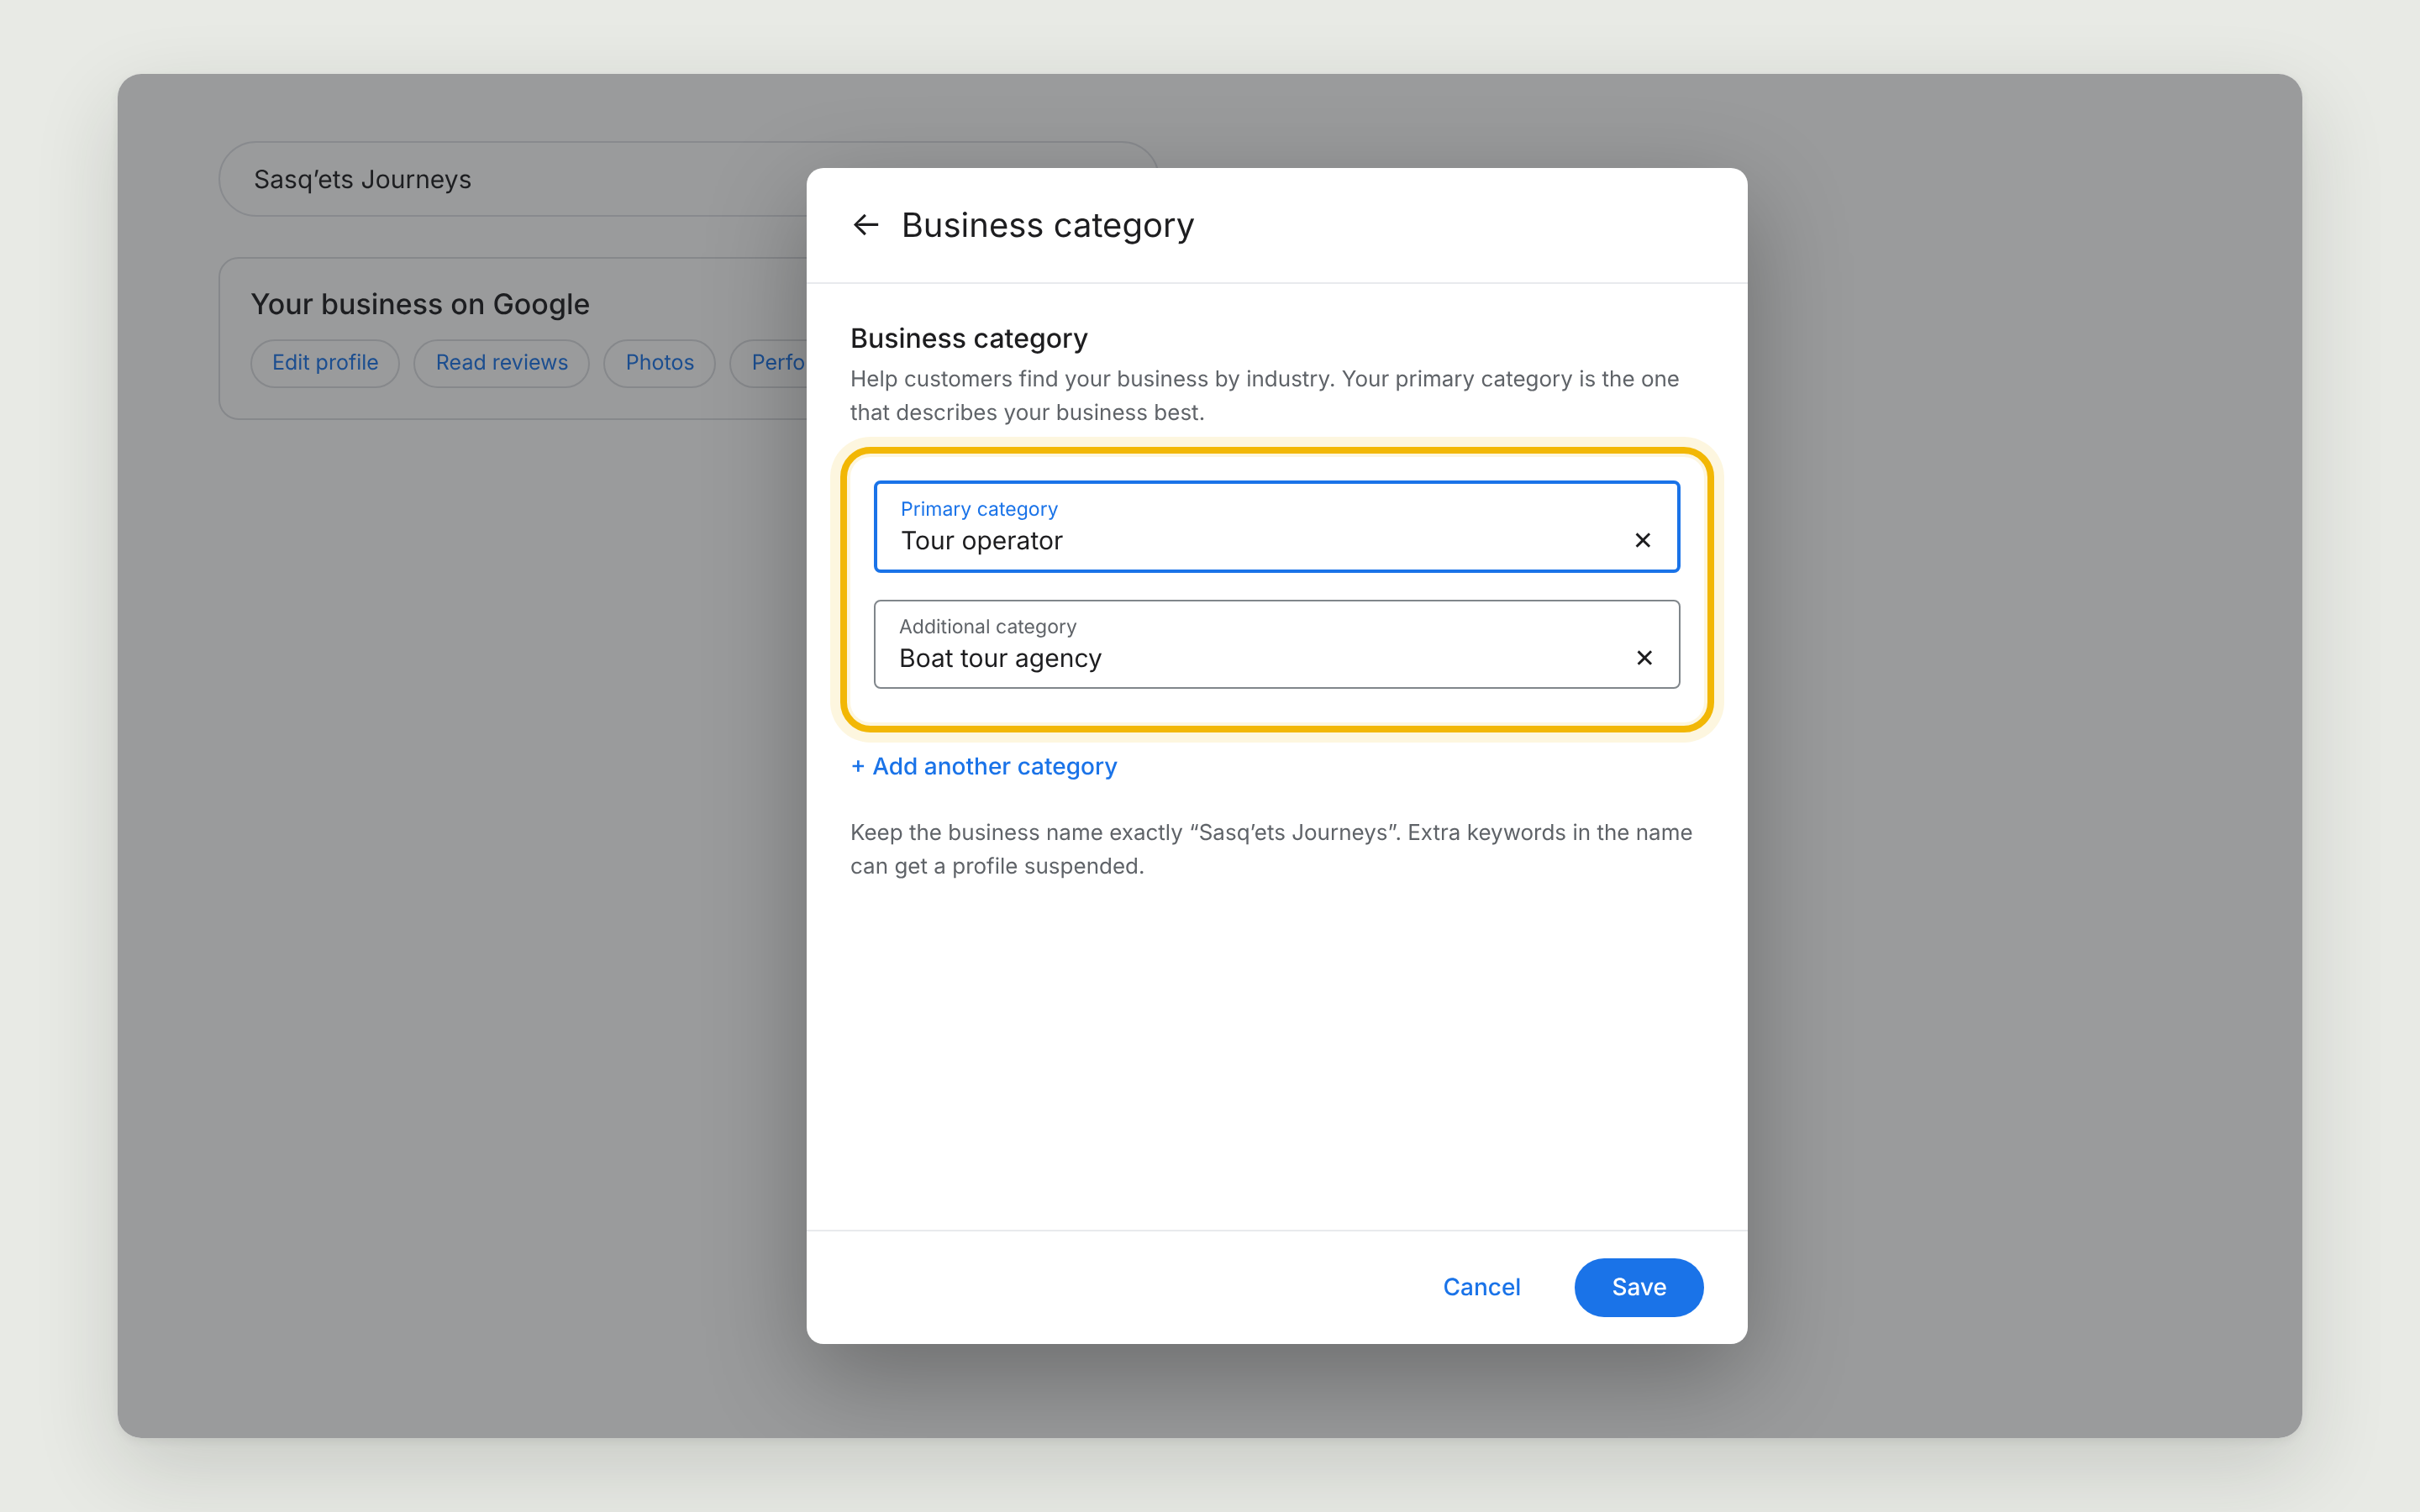 Sasq’ets Journeys
Your business on Google
Edit profile
Read reviews
Photos
Perfo
← Business category
Business category
Help customers find your business by industry. Your primary category is the one
that describes your business best.
Primary category
Tour operator
Additional category
Boat tour agency
+ Add another category
Keep the business name exactly “Sasq’ets Journeys”. Extra keywords in the name
can get a profile suspended.
Cancel
Save